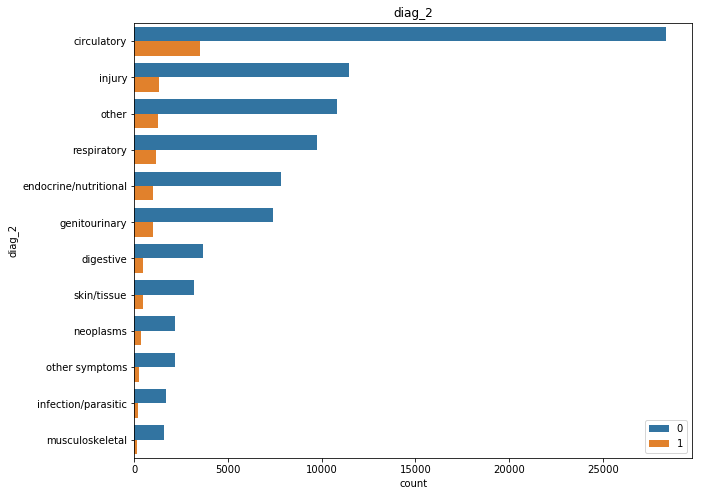 diag_2
circulatory
injury
other
respiratory
endocrine/nutritional
genitourinary
digestive
skin/tissue
neoplasms
other symptoms
infection/parasitic
musculoskeletal
diag_2
0
1
0 5000 10000 15000 20000 25000
count